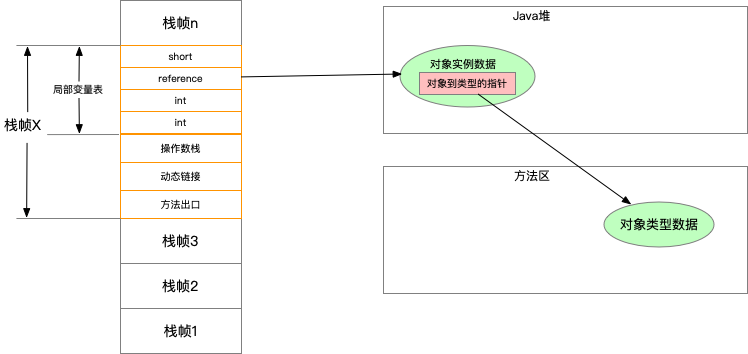 栈帧n
short
reference
int
int
局部变量表
栈帧X
操作数栈
动态链接
方法出口
栈帧3
栈帧2
栈帧1
Java堆
对象实例数据
对象到类型的指针
方法区
对象类型数据